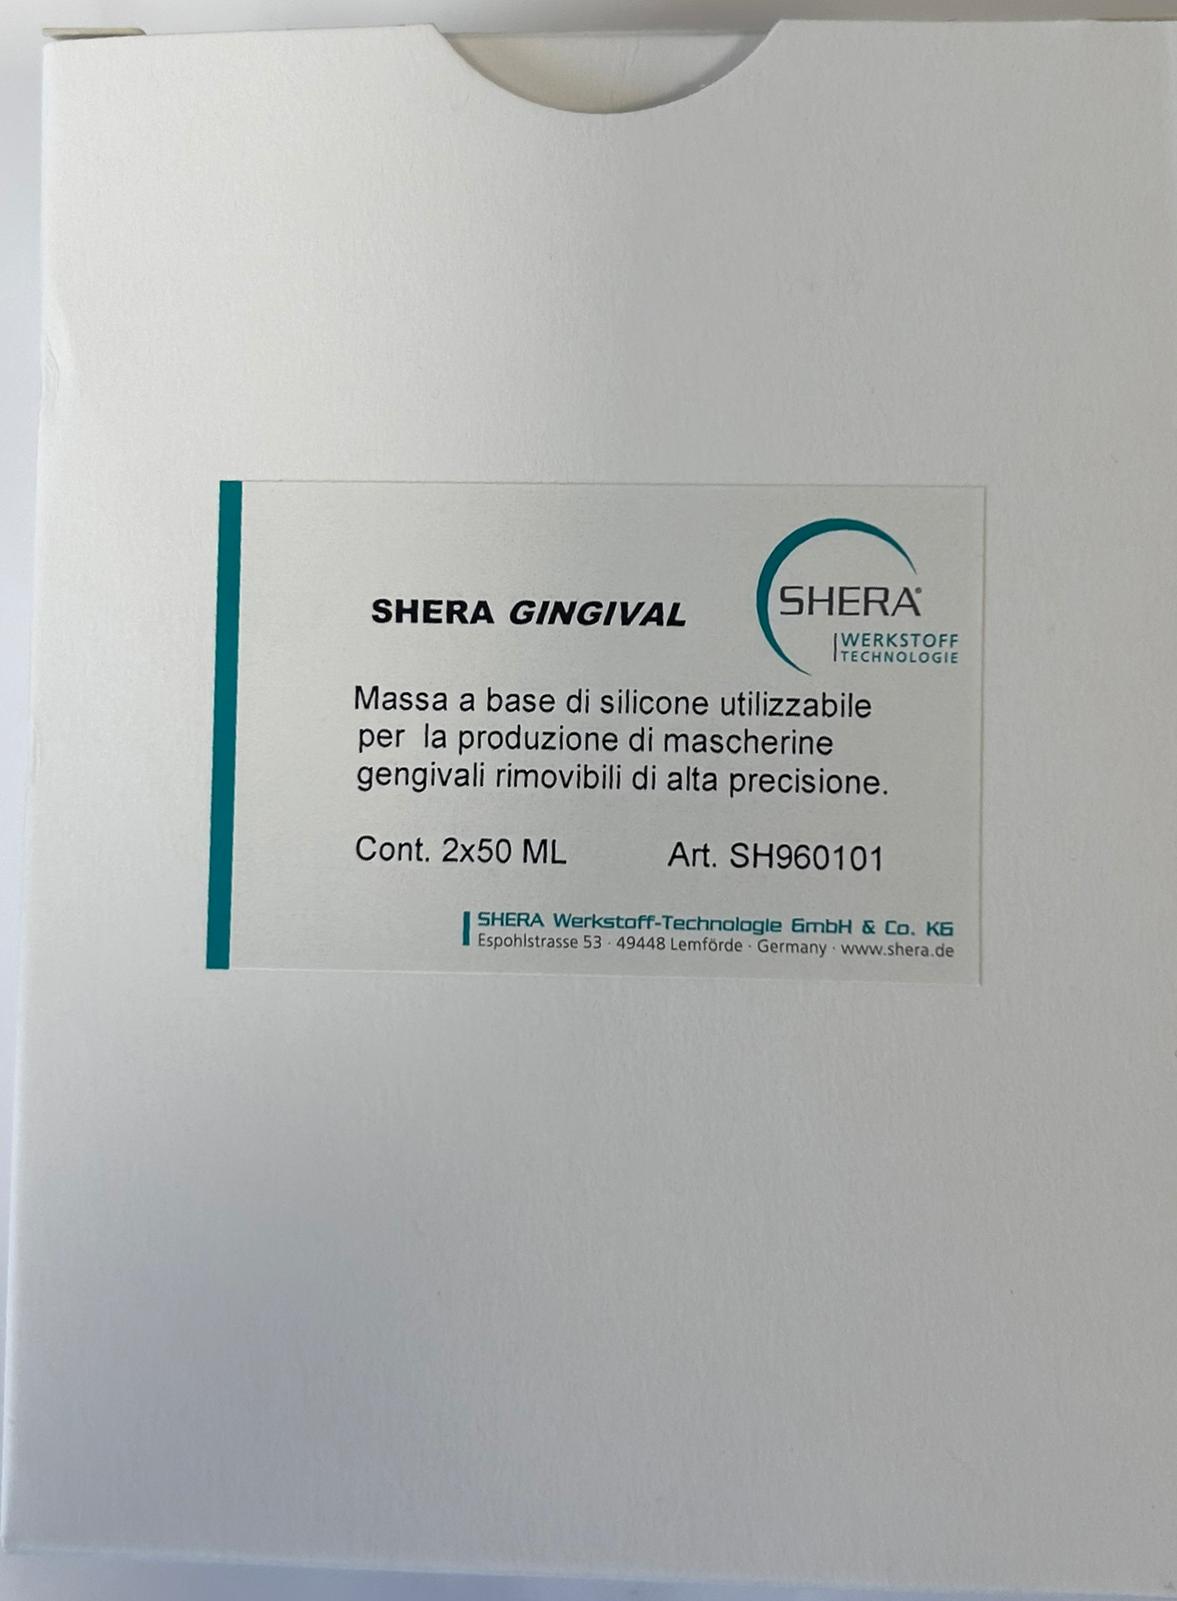 SHERA GINGIVAL
SHERA®
WERKSTOFF
TECHNOLOGIE
Massa a base di silicone utilizzabile
per la produzione di mascherine
gengivali rimovibili di alta precisione.
Cont. 2x50 ML Art. SH960101
SHERA Werkstoff-Technologie GmbH & Co. KG
Espohlstrasse 53 · 49448 Lemförde · Germany · www.shera.de